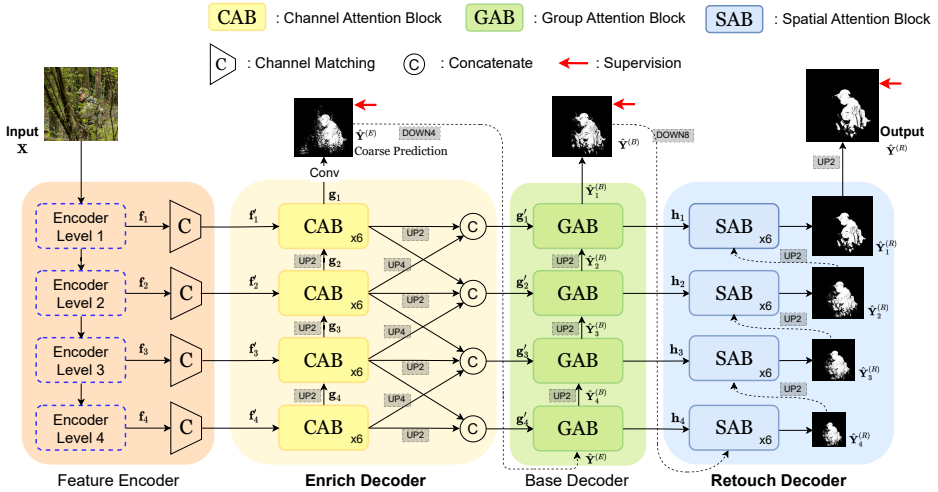 CAB : Channel Attention Block GAB : Group Attention Block SAB : Spatial Attention Block
C : Channel Matching C : Concatenate : Supervision
Input
X
Ŷ^(E)
Coarse Prediction
DOWN4
Ŷ^(B)
DOWN8
Output
Ŷ^(R)
Conv
UP2
g₁
Ŷ₁^(B)
Encoder
Level 1
f₁ C f′₁ CAB x6 UP2 C g′₁ GAB h₁ SAB x6 Ŷ₁^(R)
UP2 g₂ UP4 UP2 Ŷ₂^(B) UP2
Encoder
Level 2
f₂ C f′₂ CAB x6 UP2 C g′₂ GAB h₂ SAB x6 Ŷ₂^(R)
UP2 g₃ UP4 UP2 Ŷ₃^(B) UP2
Encoder
Level 3
f₃ C f′₃ CAB x6 UP2 C g′₃ GAB h₃ SAB x6 Ŷ₃^(R)
UP2 g₄ UP4 UP2 Ŷ₄^(B) UP2
Encoder
Level 4
f₄ C f′₄ CAB x6 UP2 C g′₄ GAB h₄ SAB x6 Ŷ₄^(R)
Ŷ^(E) Ŷ^(B)
Feature Encoder Enrich Decoder Base Decoder Retouch Decoder